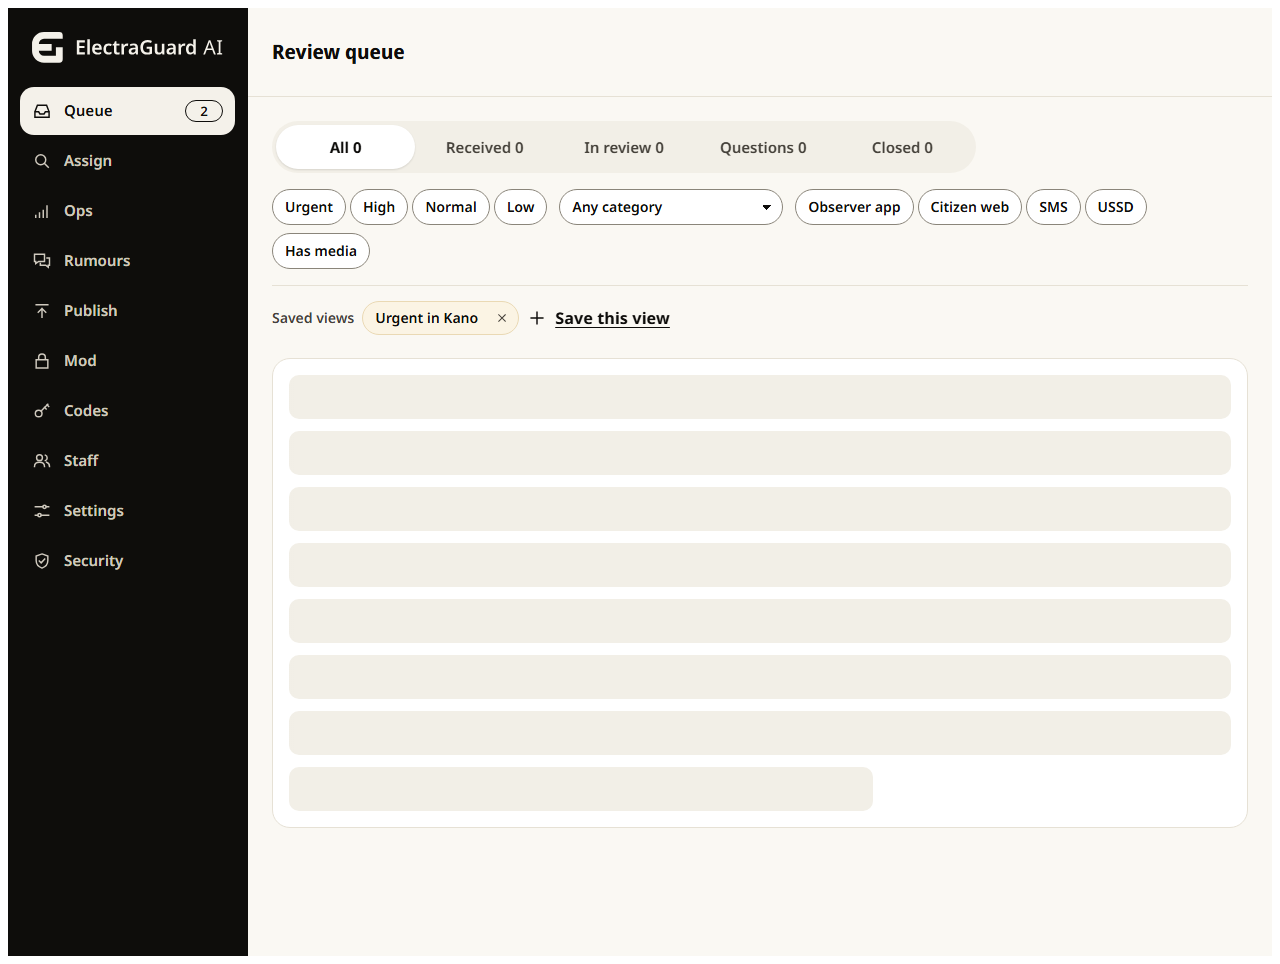 ElectraGuard AI
Queue 2
Assign
Ops
Rumours
Publish
Mod
Codes
Staff
Settings
Security
Review queue
All 0 Received 0 In review 0 Questions 0 Closed 0
Urgent High Normal Low Any category Observer app Citizen web SMS USSD
Has media
Saved views Urgent in Kano × + Save this view